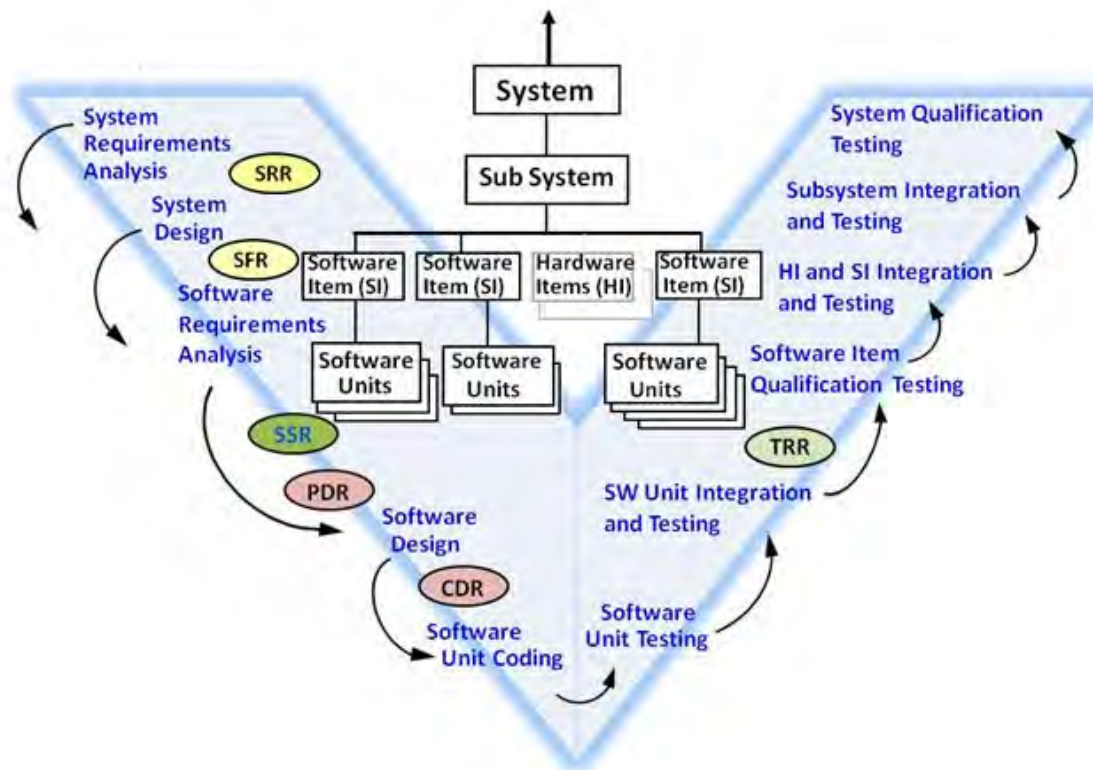 System
Sub System
Software
Item (SI)
Software
Item (SI)
Hardware
Items (HI)
Software
Item (SI)
Software
Units
Software
Units
Software
Units
System
Requirements
Analysis
SRR
System
Design
SFR
Software
Requirements
Analysis
SSR
PDR
Software
Design
CDR
Software
Unit Coding
Software
Unit Testing
SW Unit Integration
and Testing
TRR
Software Item
Qualification Testing
HI and SI Integration
and Testing
Subsystem Integration
and Testing
System Qualification
Testing